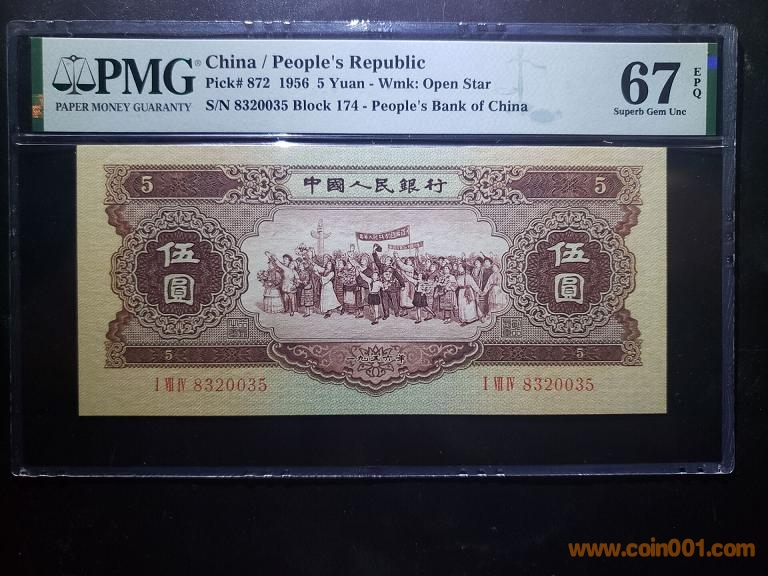 PMG
PAPER MONEY GUARANTY
China / People's Republic
Pick# 872 1956 5 Yuan - Wmk: Open Star
S/N 8320035 Block 174 - People's Bank of China
67
EPQ
Superb Gem Unc
5
中國人民銀行
5
伍圓
伍圓
5
一九五六年
5
I VII IV 8320035
I VII IV 8320035
www.coin001.com